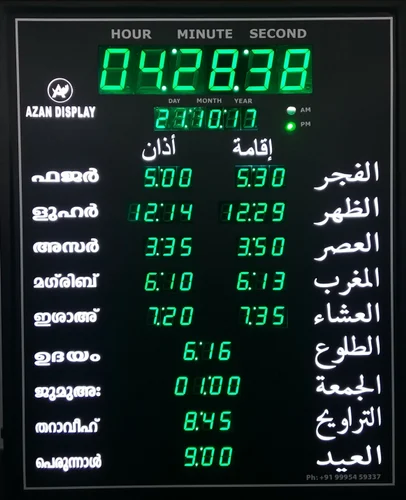 HOUR MINUTE SECOND
04:28:38
AZAN DISPLAY
DAY MONTH YEAR
21.10.17
AM
PM
أذان إقامة
ഫജർ 5:00 5:30 الفجر
ളുഹർ 12:14 12:29 الظهر
അസർ 3:35 3:50 العصر
മഗ്‌രിബ് 6:10 6:13 المغرب
ഇശാഅ് 7:20 7:35 العشاء
ഉദയം 6:16 الطلوع
ജുമുഅഃ 01:00 الجمعة
തറാവീഹ് 8:45 التراويح
പെരുന്നാൾ 9:00 العيد
Ph: +91 99954 59337